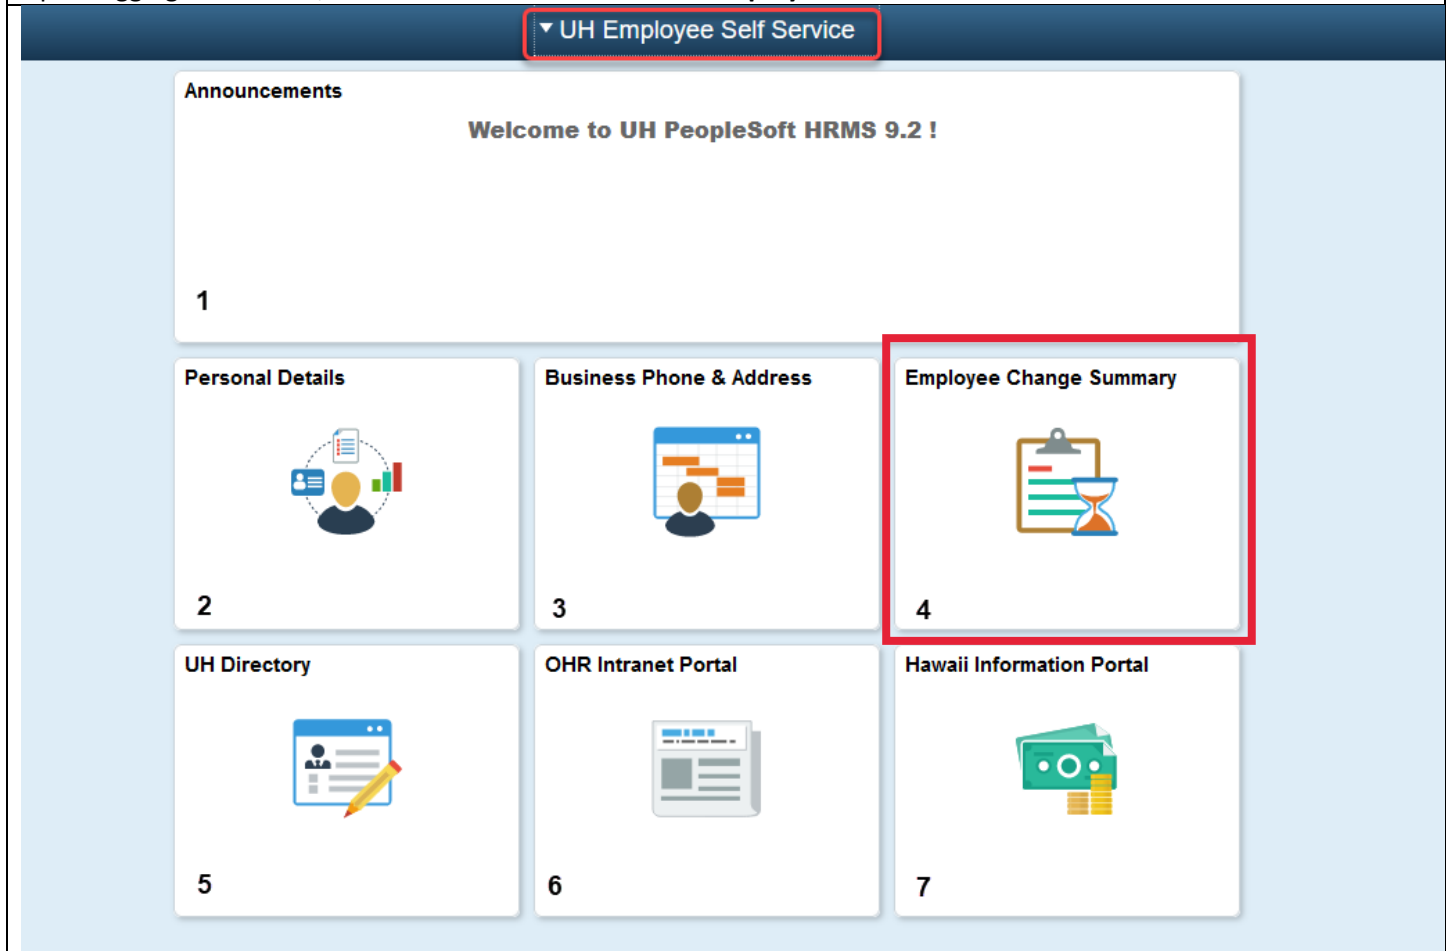 UH Employee Self Service
Announcements
Welcome to UH PeopleSoft HRMS 9.2 !
1
Personal Details
Business Phone & Address
Employee Change Summary
2
3
4
UH Directory
OHR Intranet Portal
Hawaii Information Portal
5
6
7